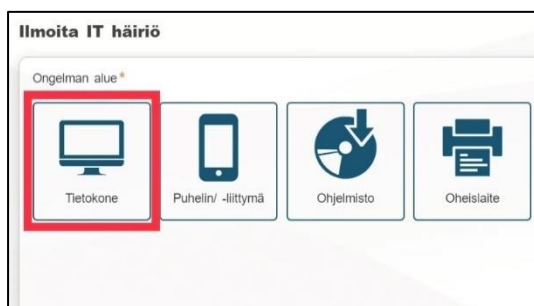 Ilmoita IT häiriö
Ongelman alue*
Tietokone
Puhelin/ -liittymä
Ohjelmisto
Oheislaite